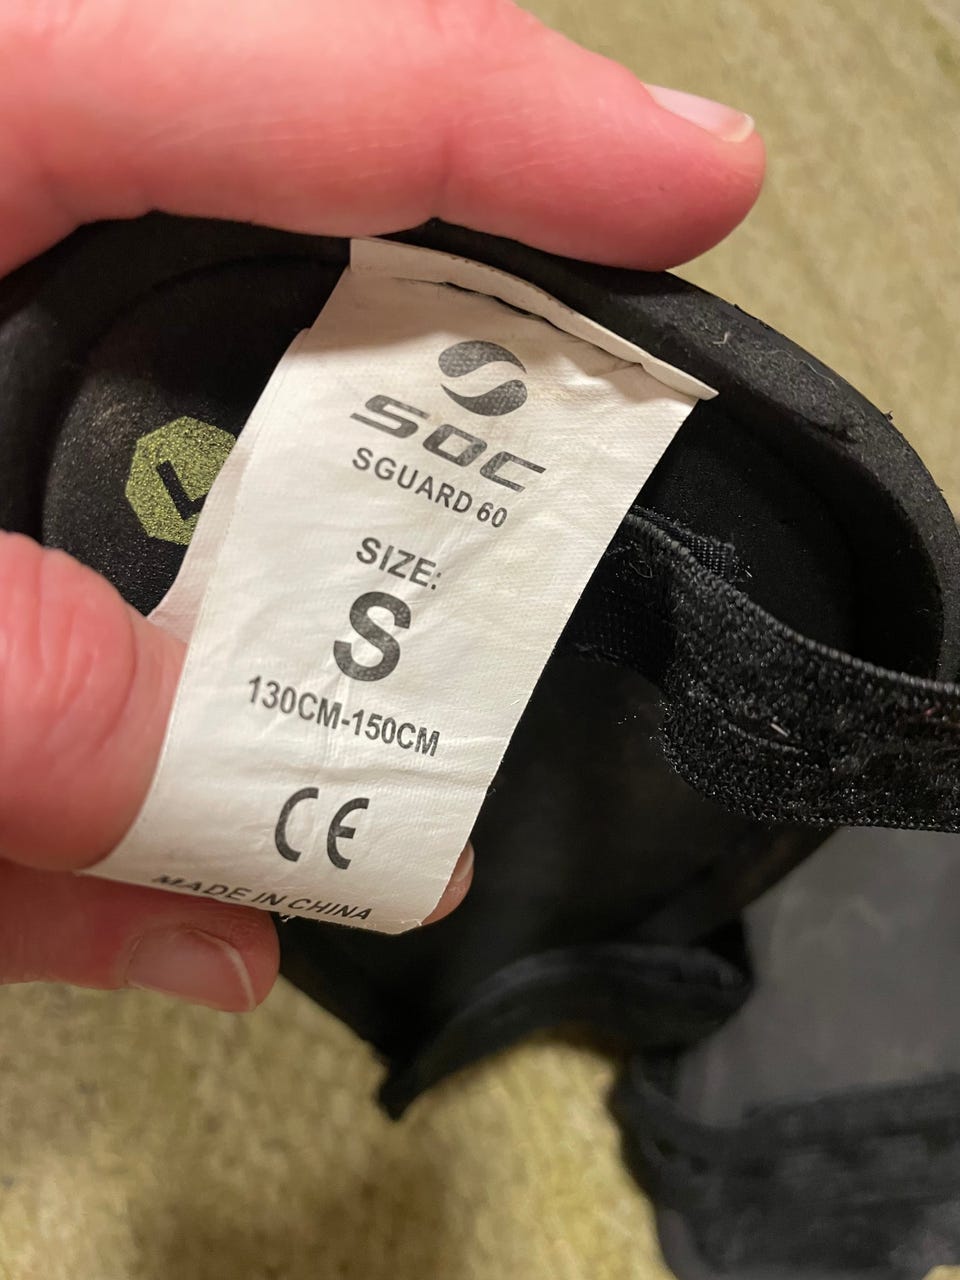 SOC
SGUARD 60
SIZE:
S
130CM-150CM
CE
MADE IN CHINA
L